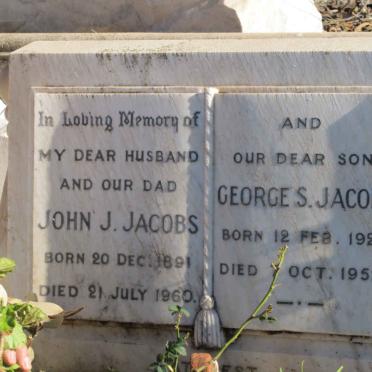 In Loving Memory of
MY DEAR HUSBAND
AND OUR DAD
JOHN J. JACOBS
BORN 20 DEC. 1891
DIED 21 JULY 1960.
AND
OUR DEAR SON
GEORGE S. JACO
BORN 12 FEB. 192
DIED OCT. 195